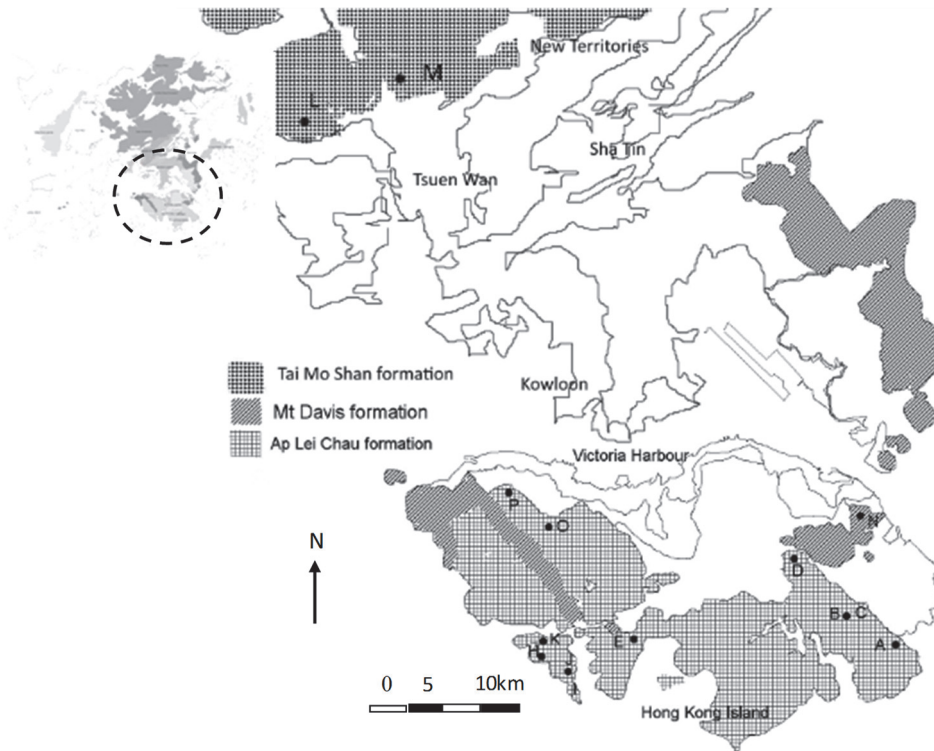 New Territories
M
L
Sha Tin
Tsuen Wan
Tai Mo Shan formation
Kowloon
Mt Davis formation
Ap Lei Chau formation
Victoria Harbour
P
N
O
N
D
B
C
E
K
A
H
J
0
5
10km
Hong Kong Island